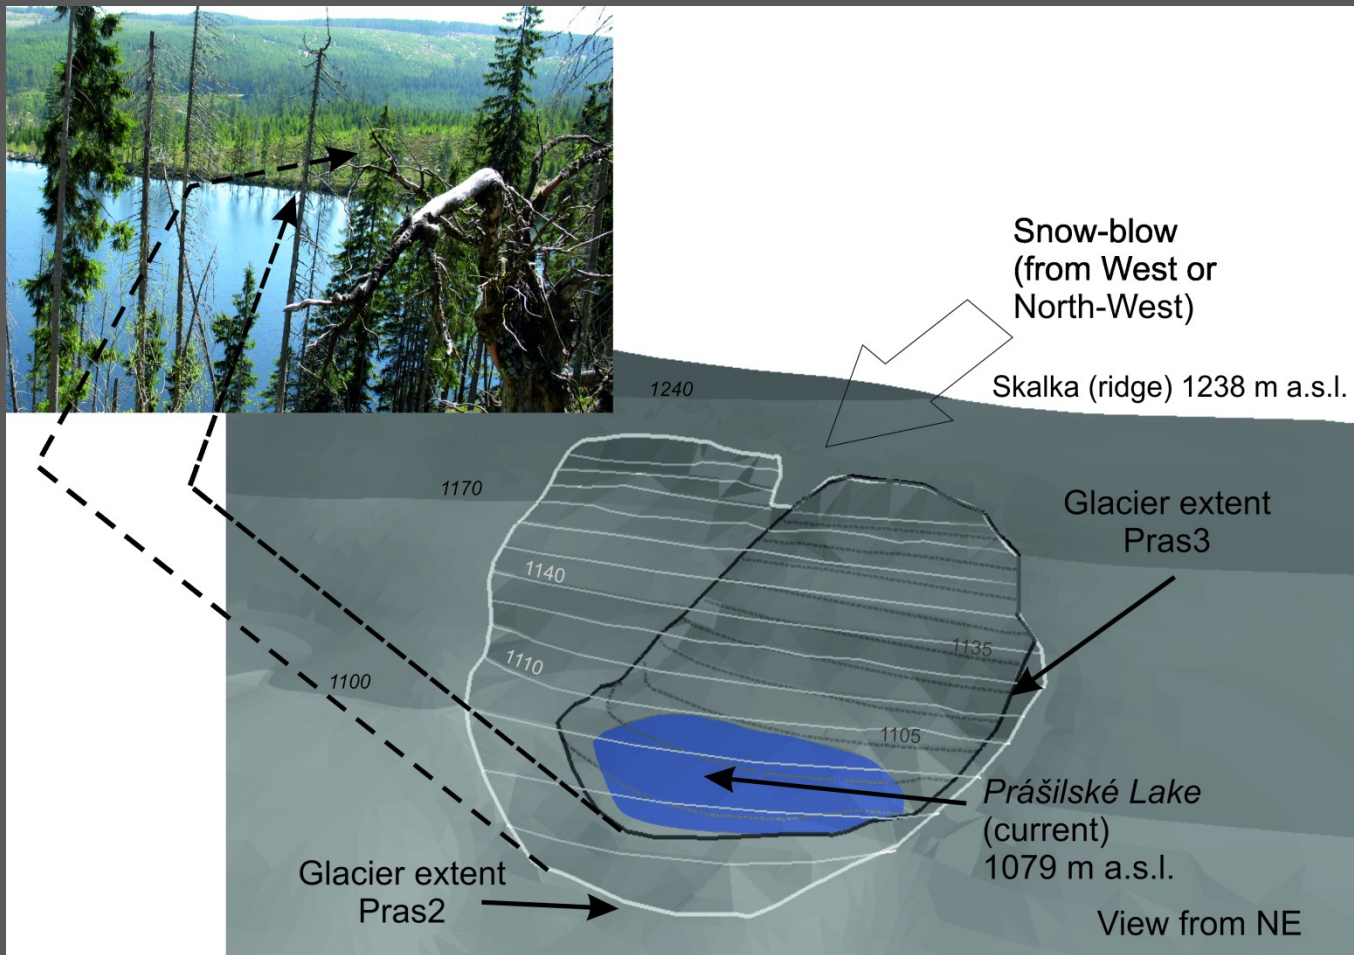 Snow-blow
(from West or
North-West)
1240
Skalka (ridge) 1238 m a.s.l.
1170
Glacier extent
Pras3
1140
1135
1110
1100
1105
Prášilské Lake
(current)
1079 m a.s.l.
Glacier extent
Pras2
View from NE